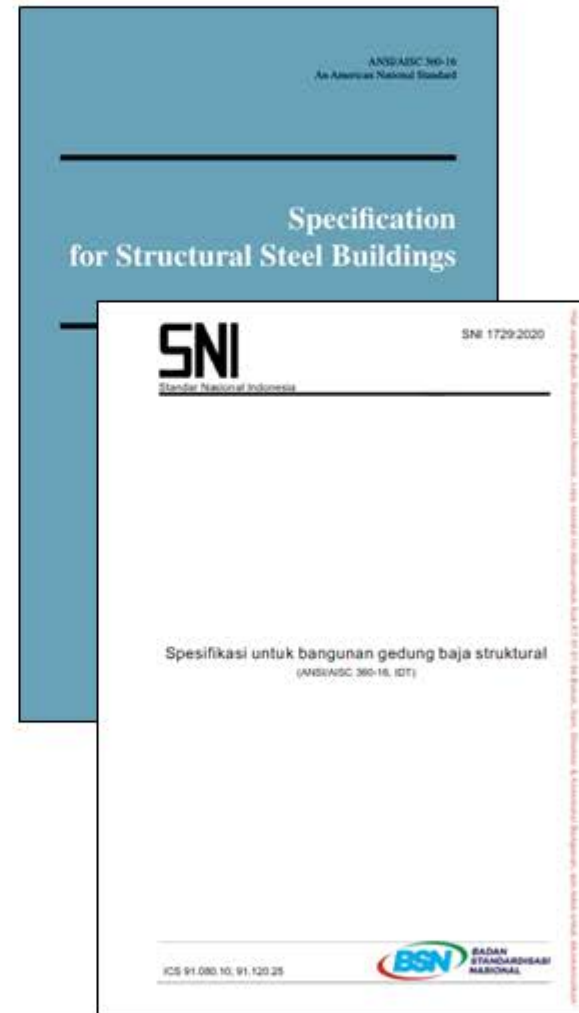 ANSI/AISC 360-16
An American National Standard
Specification
for Structural Steel Buildings
SNI
Standar Nasional Indonesia
SNI 1729:2020
Spesifikasi untuk bangunan gedung baja struktural
(ANSI/AISC 360-16, IDT)
ICS 91.080.10; 91.120.25
BSN
BADAN
STANDARDISASI
NASIONAL